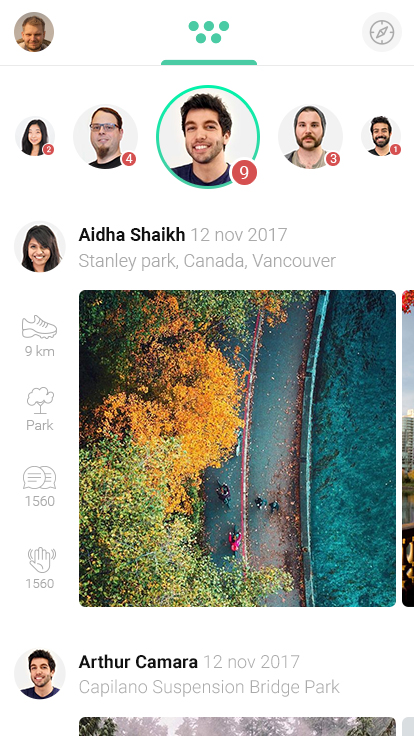 2
4
9
3
1
Aidha Shaikh 12 nov 2017
Stanley park, Canada, Vancouver
9 km
Park
1560
1560
Arthur Camara 12 nov 2017
Capilano Suspension Bridge Park